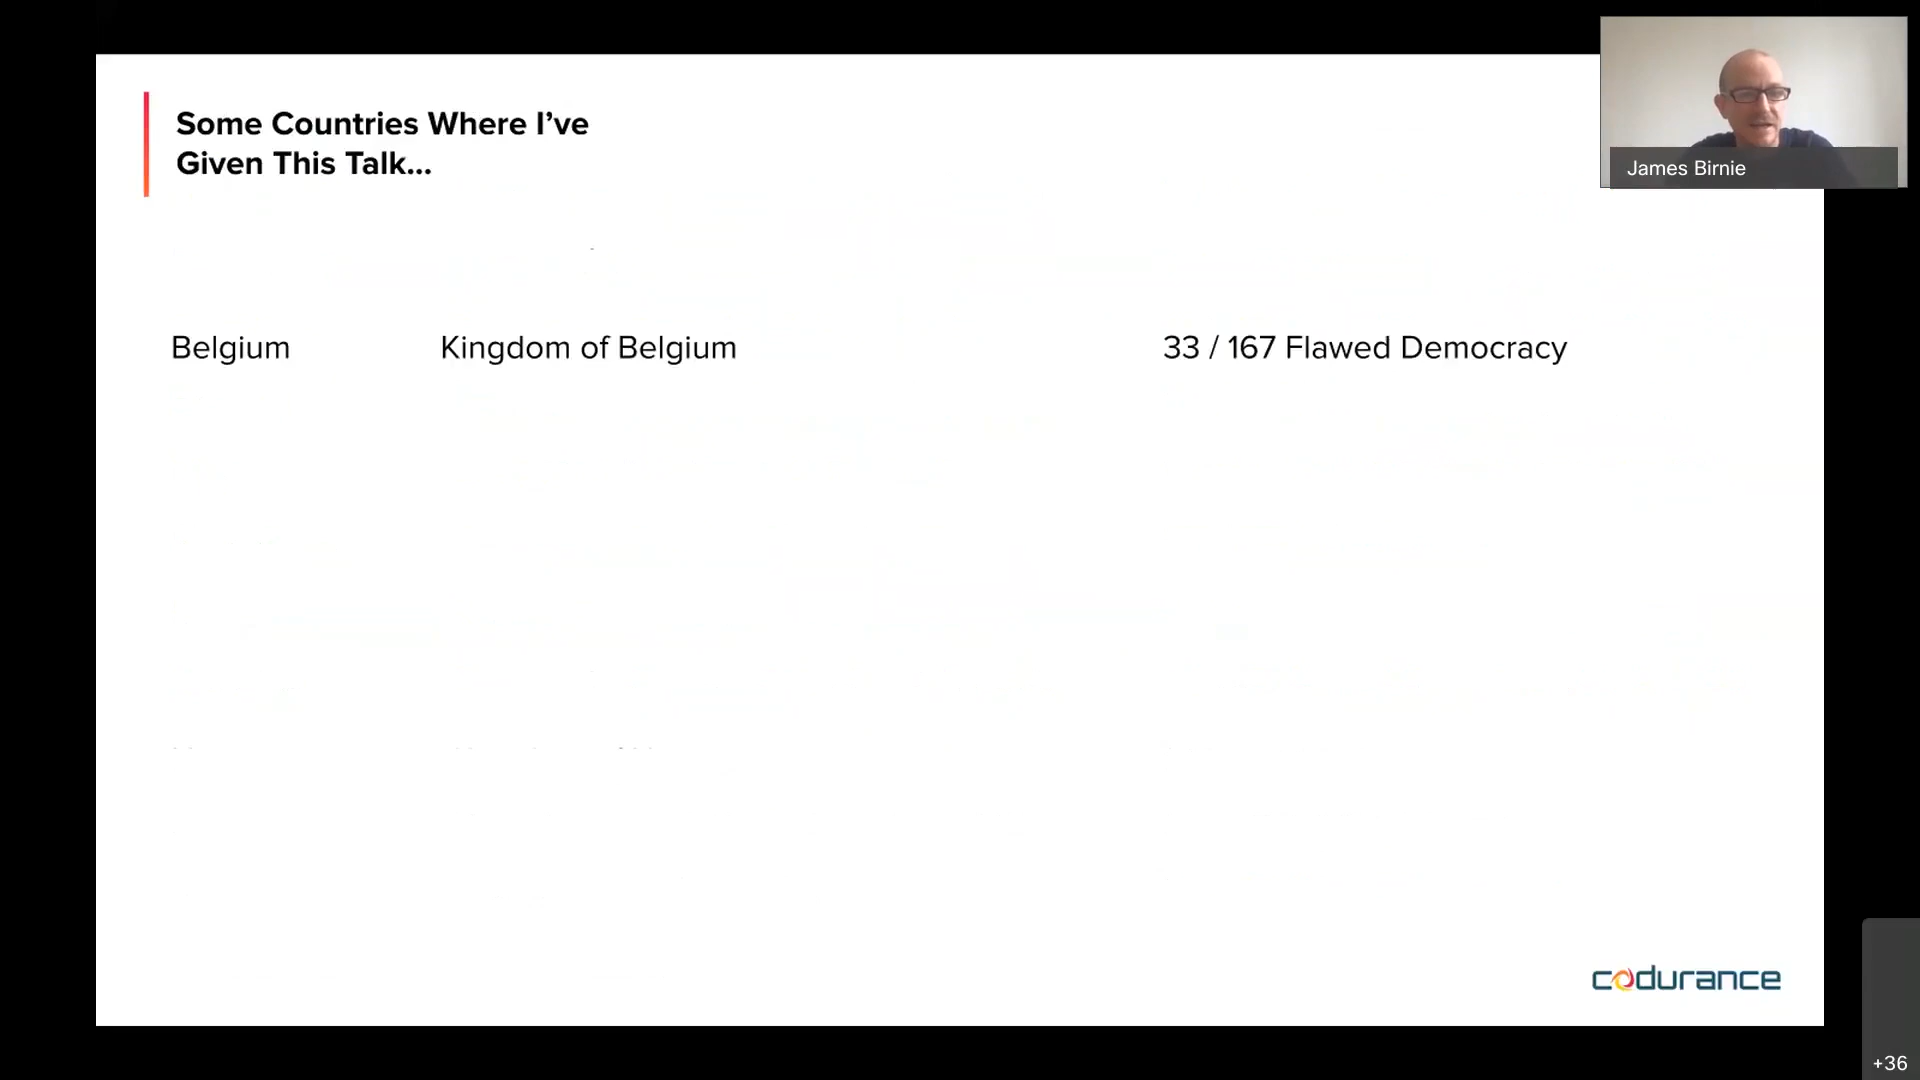 Some Countries Where I've
Given This Talk...
James Birnie
Belgium Kingdom of Belgium 33 / 167 Flawed Democracy
codurance
+36